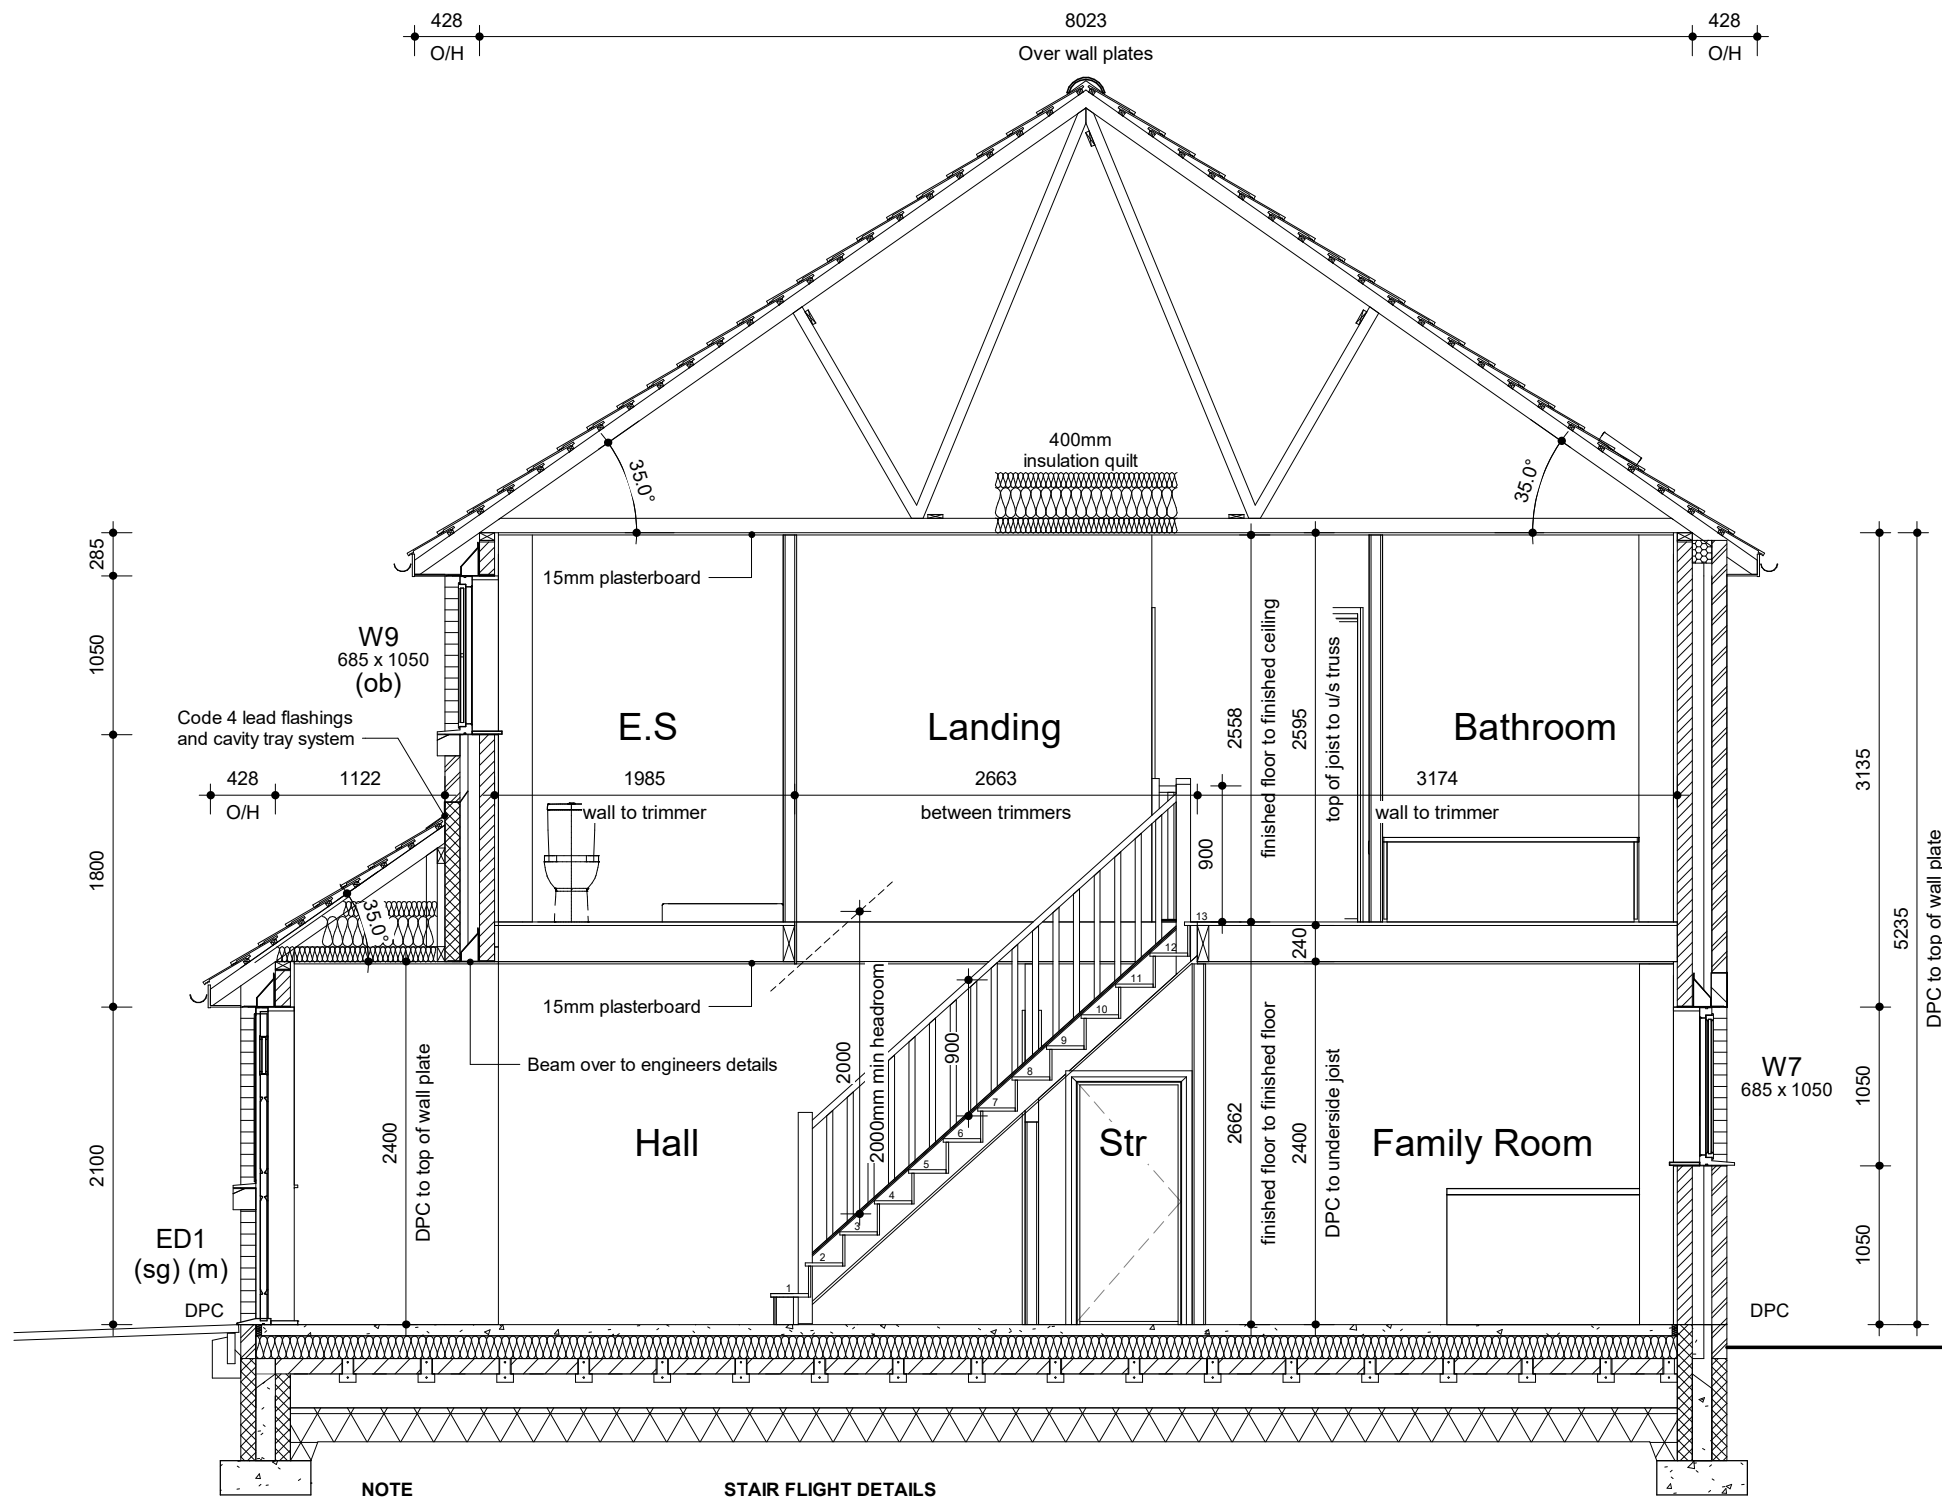 428
8023
428
O/H
Over wall plates
O/H
400mm
insulation quilt
35.0°
35.0°
285
15mm plasterboard
1050
W9
685 x 1050
(ob)
Code 4 lead flashings
and cavity tray system
E.S
Landing
Bathroom
2558
finished floor to finished ceiling
2595
top of joist to u/s truss
3135
428
1122
1985
2663
3174
O/H
wall to trimmer
between trimmers
wall to trimmer
900
1800
35.0°
5235
DPC to top of wall plate
240
13
12
11
10
9
8
7
6
5
4
3
2
1
15mm plasterboard
Beam over to engineers details
2000
2000mm min headroom
900
2100
2400
DPC to top of wall plate
Hall
Str
2662
finished floor to finished floor
2400
DPC to underside joist
Family Room
W7
685 x 1050
1050
1050
ED1
(sg) (m)
DPC
DPC
NOTE
STAIR FLIGHT DETAILS